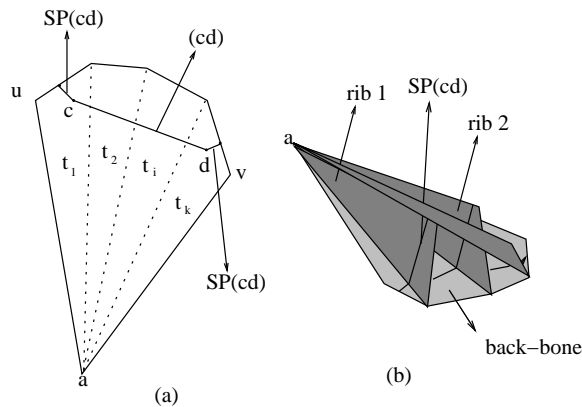 SP(cd)
(cd)
u
c
t1
t2
ti
d
v
tk
SP(cd)
a
(a)
SP(cd)
rib 1
rib 2
a
back-bone
(b)